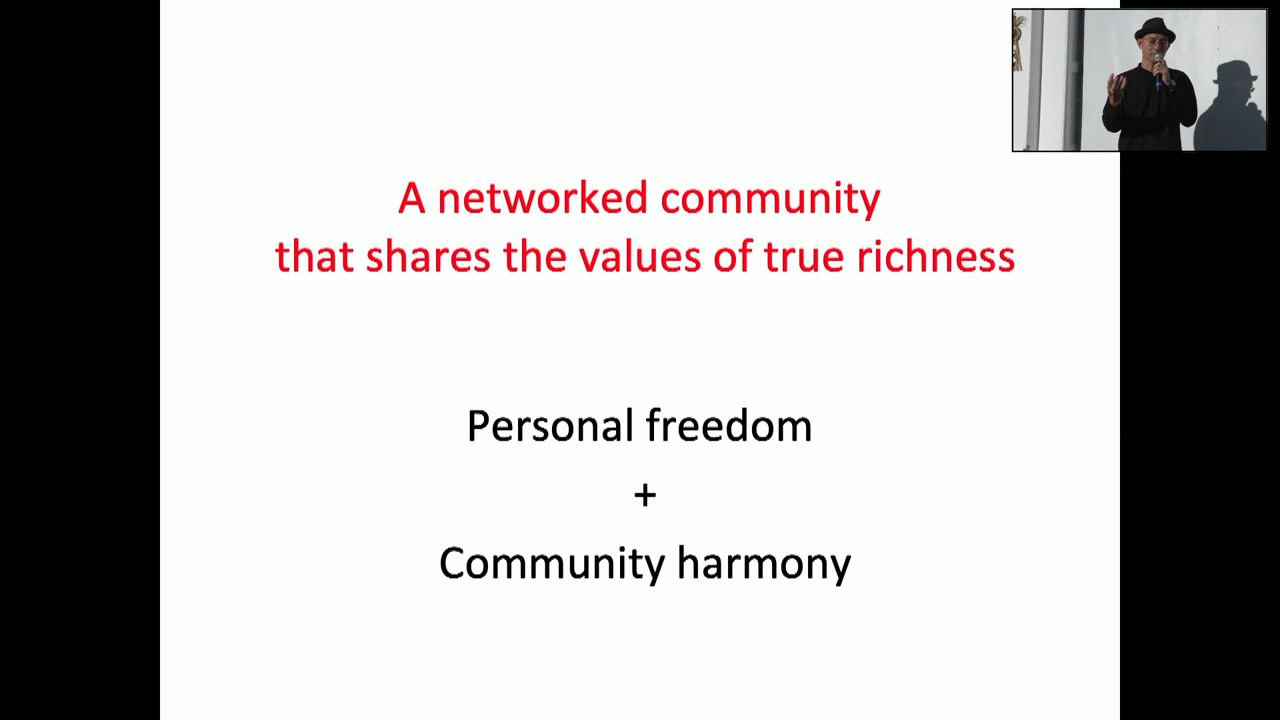 A networked community
that shares the values of true richness
Personal freedom
+
Community harmony